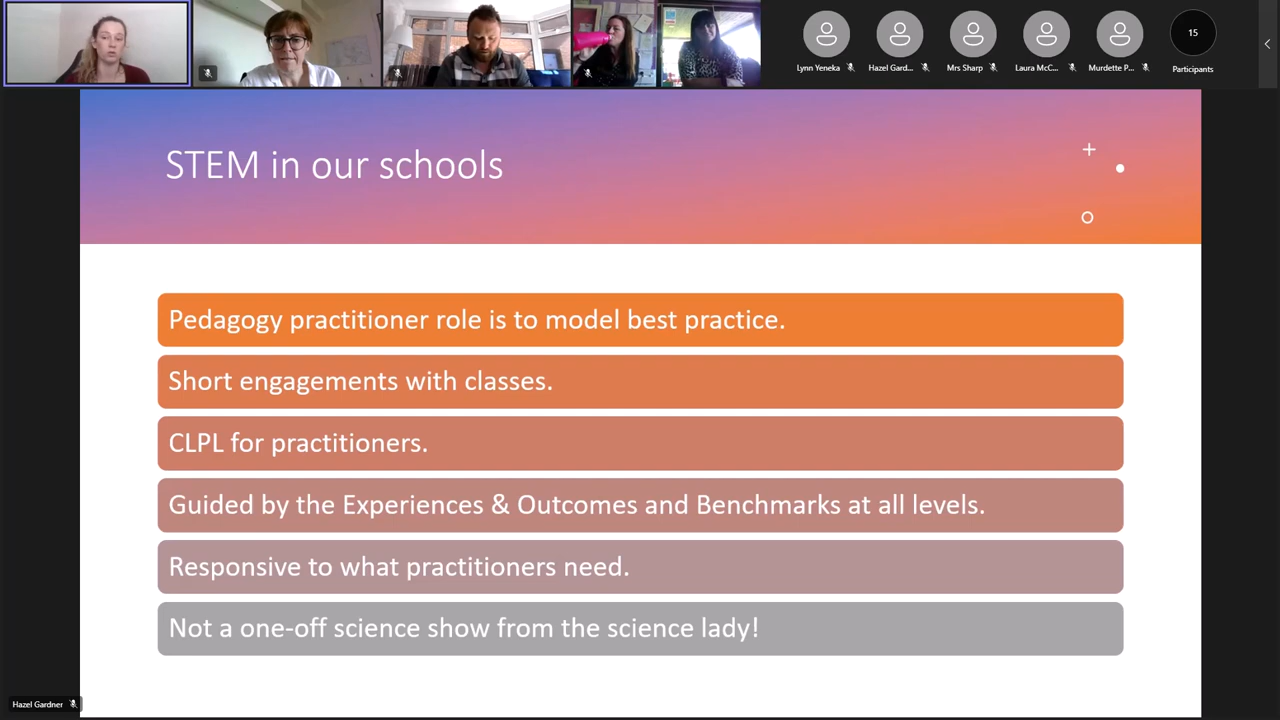 Lynn Yeneka
Hazel Gard...
Mrs Sharp
Laura McC...
Murdette P...
15
Participants
STEM in our schools
Pedagogy practitioner role is to model best practice.
Short engagements with classes.
CLPL for practitioners.
Guided by the Experiences & Outcomes and Benchmarks at all levels.
Responsive to what practitioners need.
Not a one-off science show from the science lady!
Hazel Gardner